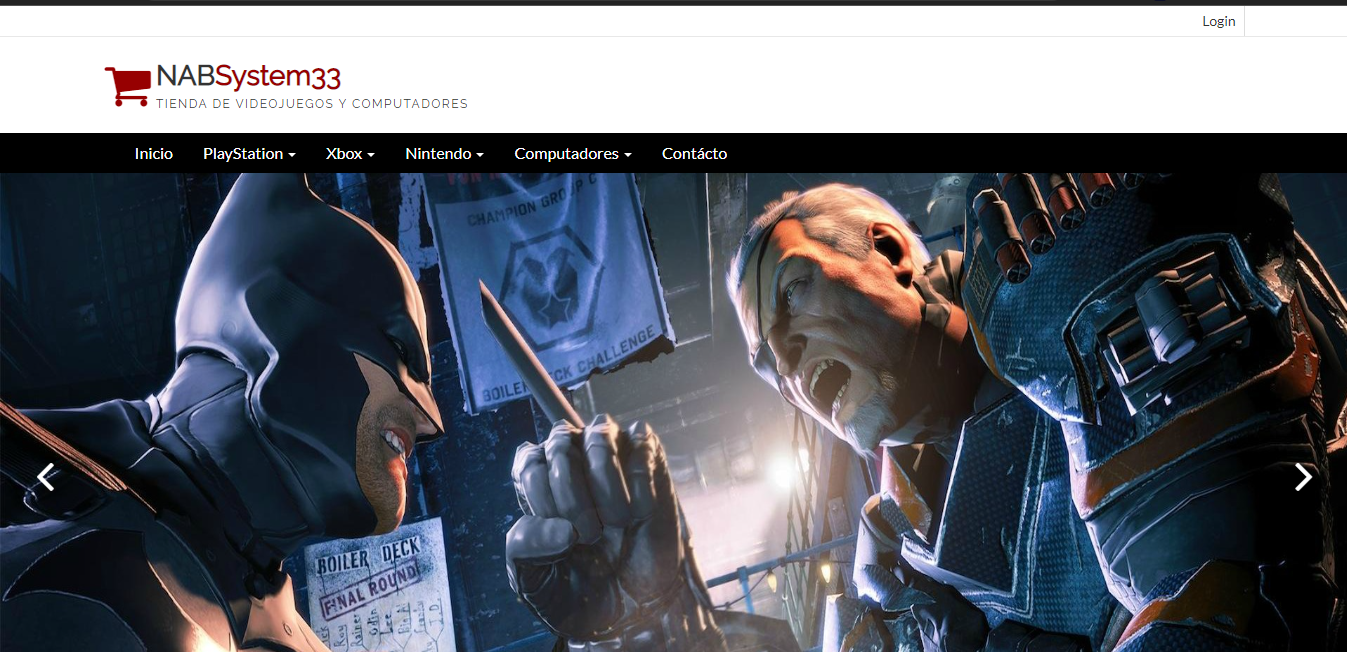 Login
NABSystem33
TIENDA DE VIDEOJUEGOS Y COMPUTADORES
Inicio PlayStation Xbox Nintendo Computadores Contácto
CHAMPION GROUP C
BOILER DECK CHALLENGE
BOILER DECK
FINAL ROUND